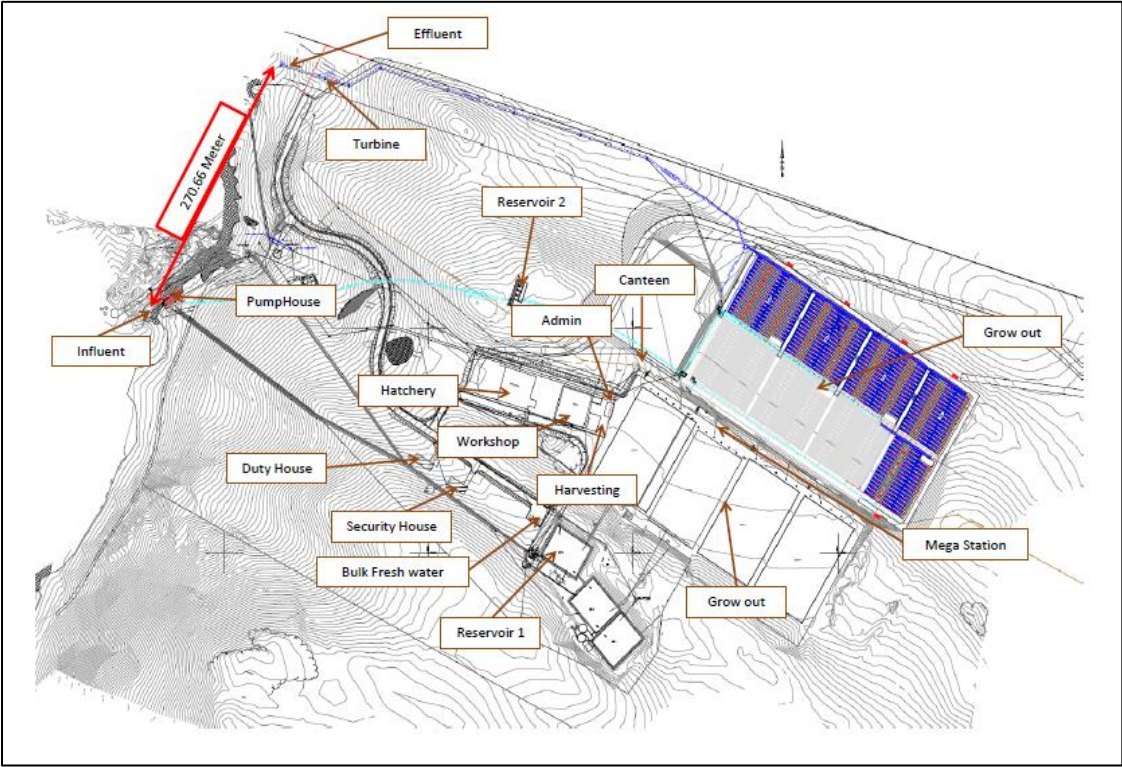 Effluent
Turbine
270.66 Meter
Reservoir 2
Canteen
PumpHouse
Admin
Grow out
Influent
Hatchery
Workshop
Duty House
Harvesting
Security House
Mega Station
Bulk Fresh water
Grow out
Reservoir 1